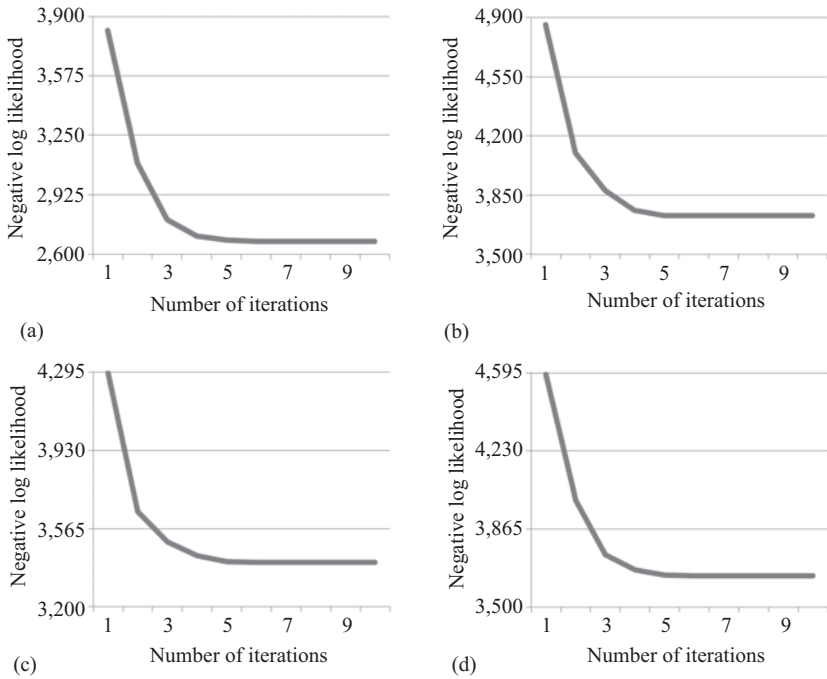 3,900
3,575
3,250
2,925
2,600
Negative log likelihood
1 3 5 7 9
Number of iterations
(a)
4,900
4,550
4,200
3,850
3,500
Negative log likelihood
1 3 5 7 9
Number of iterations
(b)
4,295
3,930
3,565
3,200
Negative log likelihood
1 3 5 7 9
Number of iterations
(c)
4,595
4,230
3,865
3,500
Negative log likelihood
1 3 5 7 9
Number of iterations
(d)